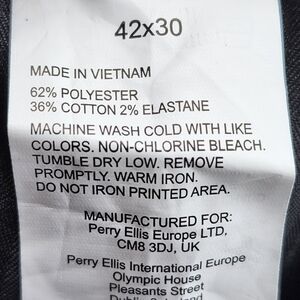 42x30
MADE IN VIETNAM
62% POLYESTER
36% COTTON 2% ELASTANE
MACHINE WASH COLD WITH LIKE
COLORS. NON-CHLORINE BLEACH.
TUMBLE DRY LOW. REMOVE
PROMPTLY. WARM IRON.
DO NOT IRON PRINTED AREA.
MANUFACTURED FOR:
Perry Ellis Europe LTD,
CM8 3DJ, UK
Perry Ellis International Europe
Olympic House
Pleasants Street
Dublin